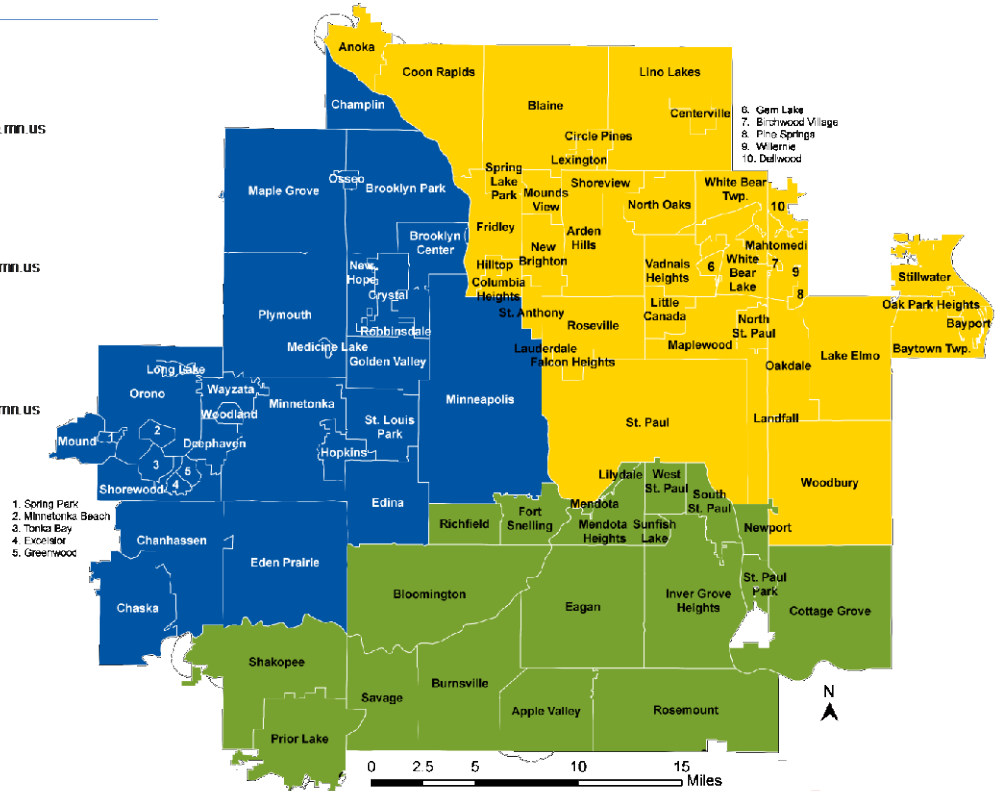 Anoka
Coon Rapids
Lino Lakes
Champlin
Blaine
Centerville
6. Gem Lake
7. Birchwood Village
8. Pine Springs
9. Willernie
10. Dellwood
mn.us
Circle Pines
Lexington
Spring
Lake
Park
Osseo
Maple Grove
Brooklyn Park
Mounds
View
Shoreview
North Oaks
White Bear
Twp.
10
Fridley
Arden
Hills
Brooklyn
Center
New
Brighton
Mahtomedi
mn.us
New
Hope
Hilltop
Vadnais
Heights
6
White
Bear
Lake
7
9
8
Stillwater
Crystal
Columbia
Heights
Little
Canada
Oak Park Heights
Plymouth
St. Anthony
Roseville
North
St. Paul
Bayport
Robbinsdale
Maplewood
Baytown Twp.
Medicine Lake
Lauderdale
Lake Elmo
Golden Valley
Falcon Heights
Oakdale
Long Lake
Orono
Wayzata
Minnetonka
Minneapolis
mn.us
Woodland
St. Louis
Park
St. Paul
Landfall
Mound
1
2
Deephaven
Hopkins
3
5
4
Shorewood
Lilydale
West
St. Paul
South
St. Paul
Woodbury
1. Spring Park
2. Minnetonka Beach
3. Tonka Bay
4. Excelsior
5. Greenwood
Edina
Richfield
Fort
Snelling
Mendota
Mendota
Heights
Sunfish
Lake
Newport
Chanhassen
Eden Prairie
St. Paul
Park
Bloomington
Eagan
Inver Grove
Heights
Cottage Grove
Chaska
Shakopee
Savage
Burnsville
Apple Valley
Rosemount
Prior Lake
N
0 2.5 5 10 15
Miles